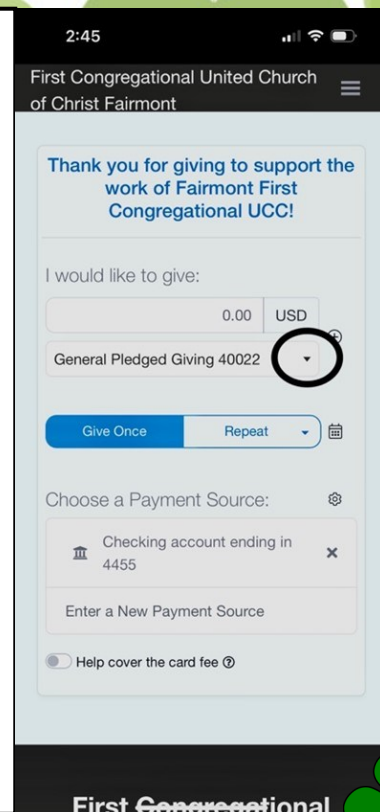 2:45
First Congregational United Church
of Christ Fairmont
Thank you for giving to support the
work of Fairmont First
Congregational UCC!
I would like to give:
0.00 USD
General Pledged Giving 40022
Give Once Repeat
Choose a Payment Source:
Checking account ending in
4455
Enter a New Payment Source
Help cover the card fee
First Congregational